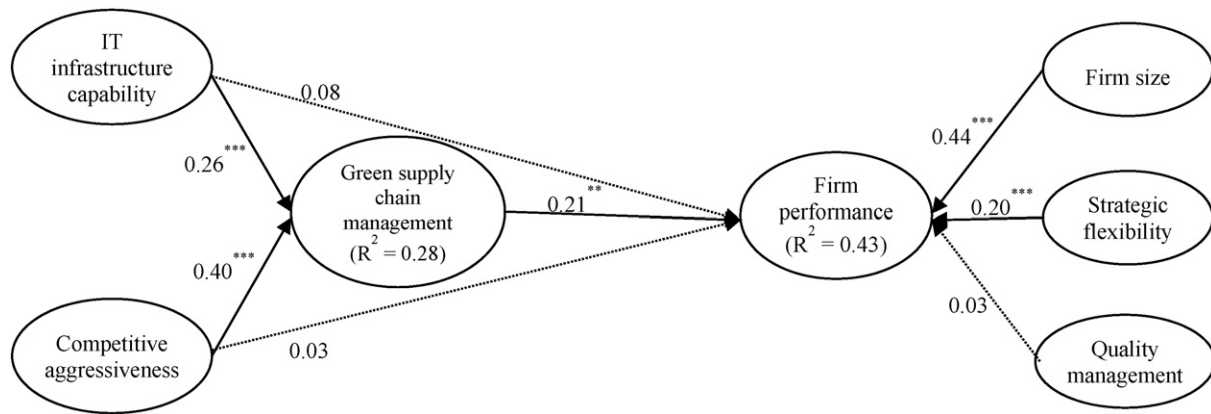 IT
infrastructure
capability
Firm size
0.08
0.44***
0.26***
Green supply
chain
management
(R² = 0.28)
0.21**
Firm
performance
(R² = 0.43)
0.20***
Strategic
flexibility
0.40***
0.03
0.03
Competitive
aggressiveness
Quality
management